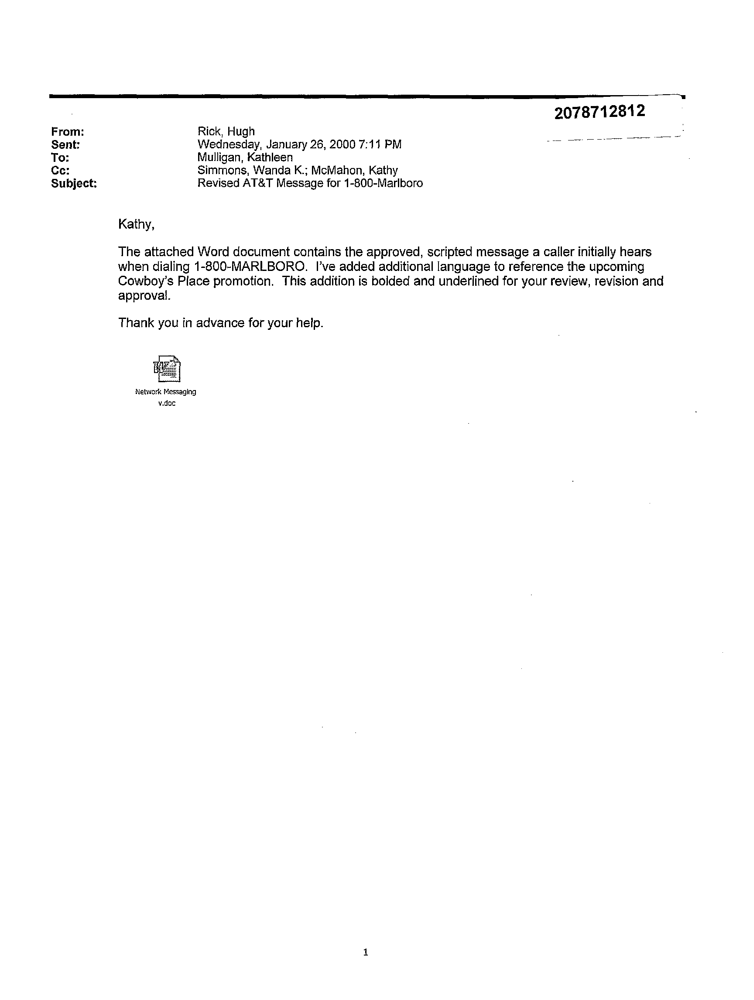 2078712812
From: Rick, Hugh
Sent: Wednesday, January 26, 2000 7:11 PM
To: Mulligan, Kathleen
Cc: Simmons, Wanda K.; McMahon, Kathy
Subject: Revised AT&T Message for 1-800-Marlboro
Kathy,
The attached Word document contains the approved, scripted message a caller initially hears
when dialing 1-800-MARLBORO. I've added additional language to reference the upcoming
Cowboy's Place promotion. This addition is bolded and underlined for your review, revision and
approval.
Thank you in advance for your help.
Network Messaging
v.doc
1